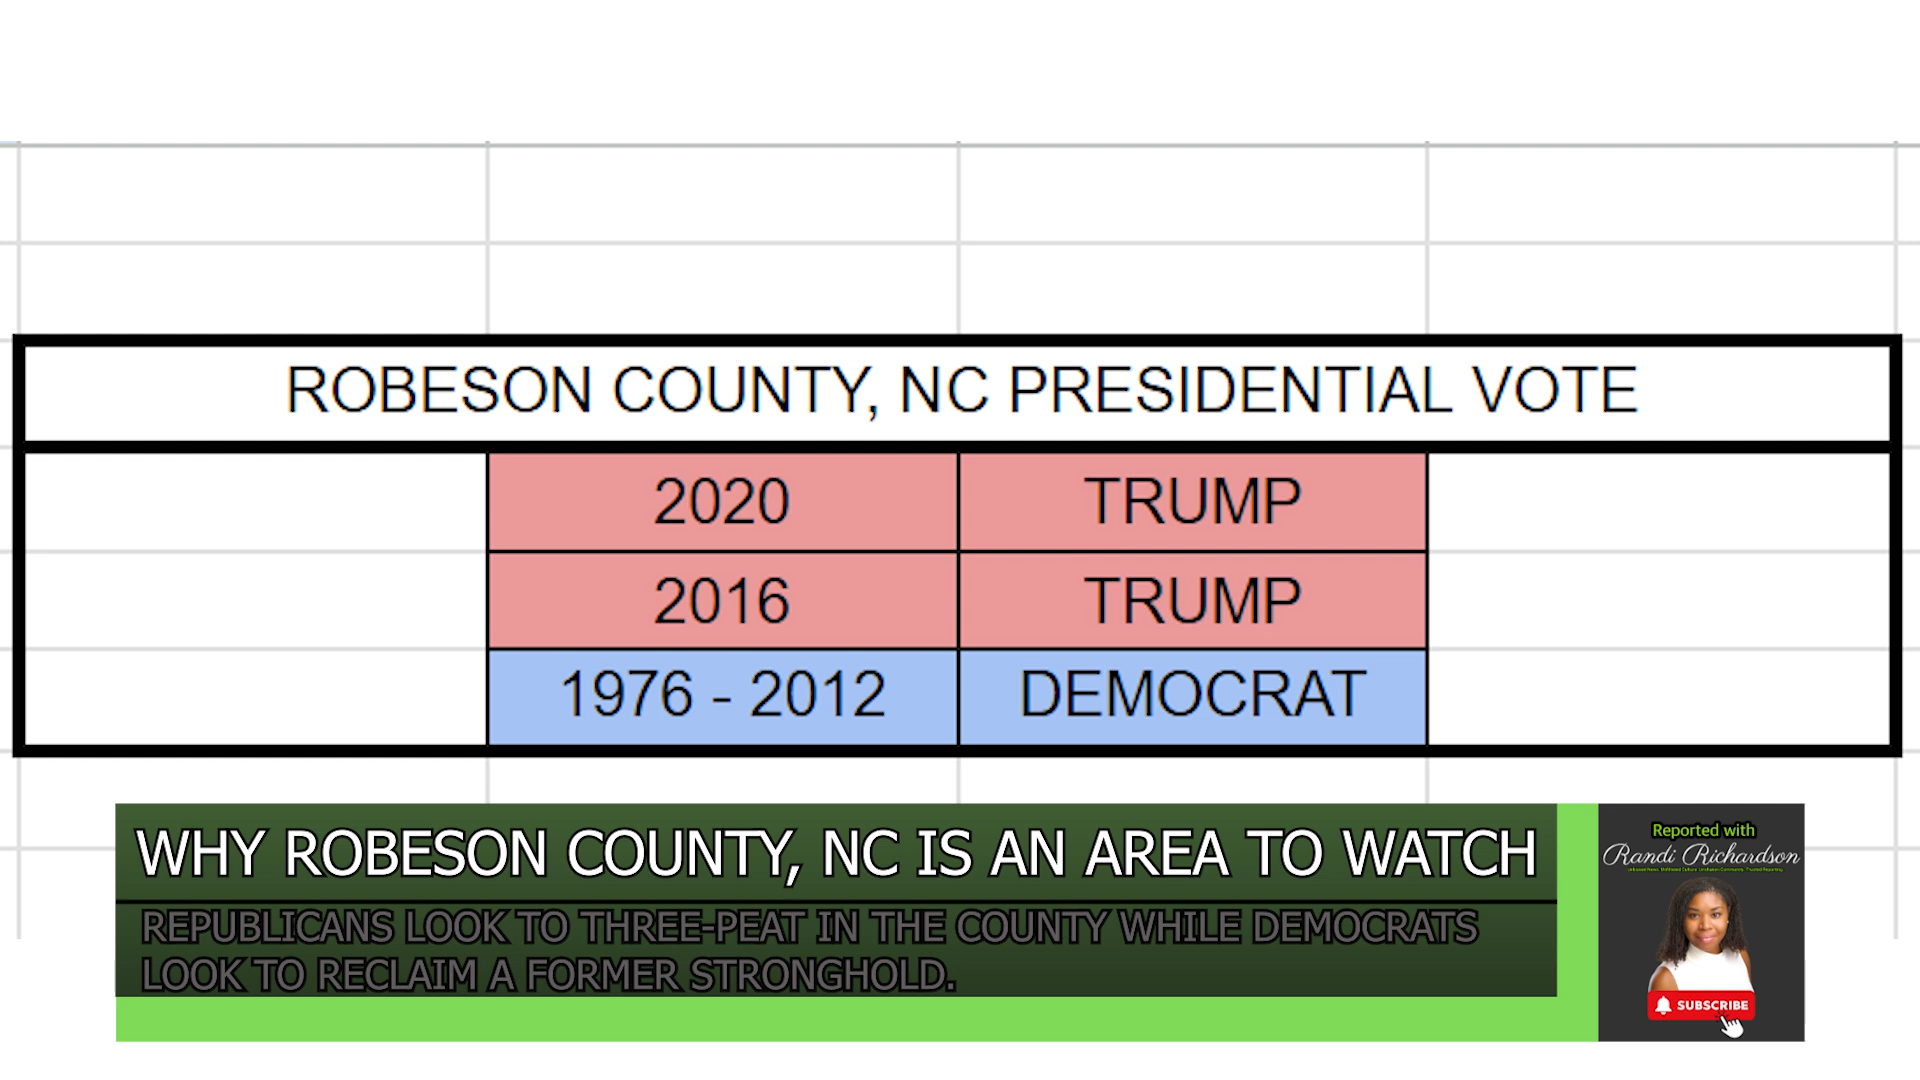 ROBESON COUNTY, NC PRESIDENTIAL VOTE
2020 TRUMP
2016 TRUMP
1976 - 2012 DEMOCRAT
WHY ROBESON COUNTY, NC IS AN AREA TO WATCH
REPUBLICANS LOOK TO THREE-PEAT IN THE COUNTY WHILE DEMOCRATS
LOOK TO RECLAIM A FORMER STRONGHOLD.
Reported with
Randi Richardson
SUBSCRIBE